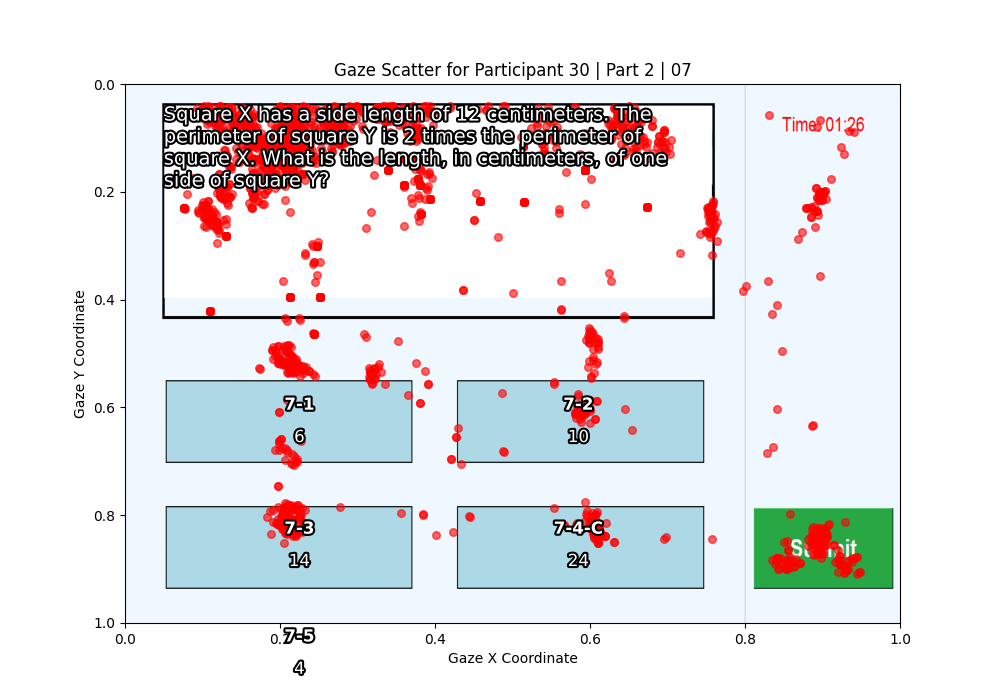 Gaze Scatter for Participant 30 | Part 2 | 07
Square X has a side length of 12 centimeters. The
perimeter of square Y is 2 times the perimeter of
square X. What is the length, in centimeters, of one
side of square Y?
Time: 01:26
7-1
6
7-2
10
7-3
14
7-4-C
24
Submit
7-5
4
0.0
0.2
0.4
0.6
0.8
1.0
Gaze Y Coordinate
0.0
0.2
0.4
0.6
0.8
1.0
Gaze X Coordinate